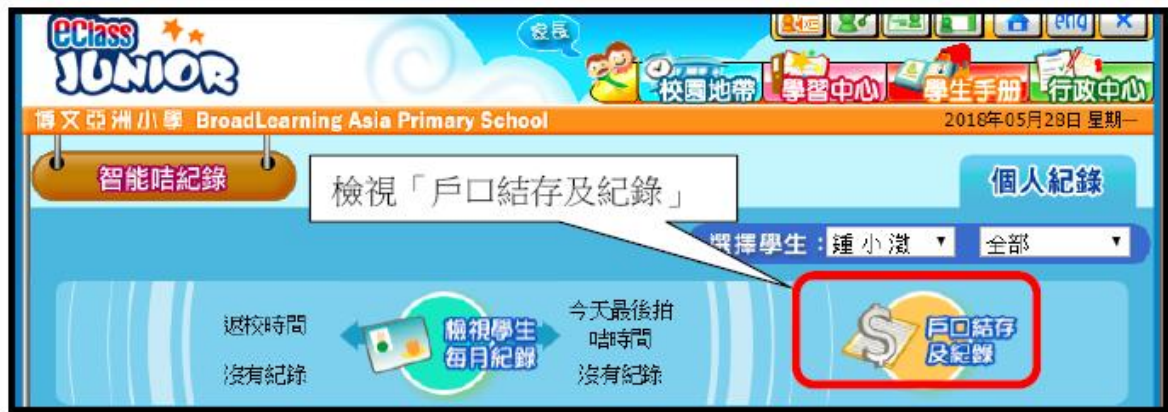 eClass
JUNIOR
家長
eng
校園地帶
學習中心
學生手冊
行政中心
博文亞洲小學 BroadLearning Asia Primary School
2018年05月28日 星期一
智能咭紀錄
檢視「戶口結存及紀錄」
個人紀錄
選擇學生：鍾小澂
全部
返校時間
沒有紀錄
檢視學生
每月紀錄
今天最後拍
咭時間
沒有紀錄
戶口結存
及紀錄